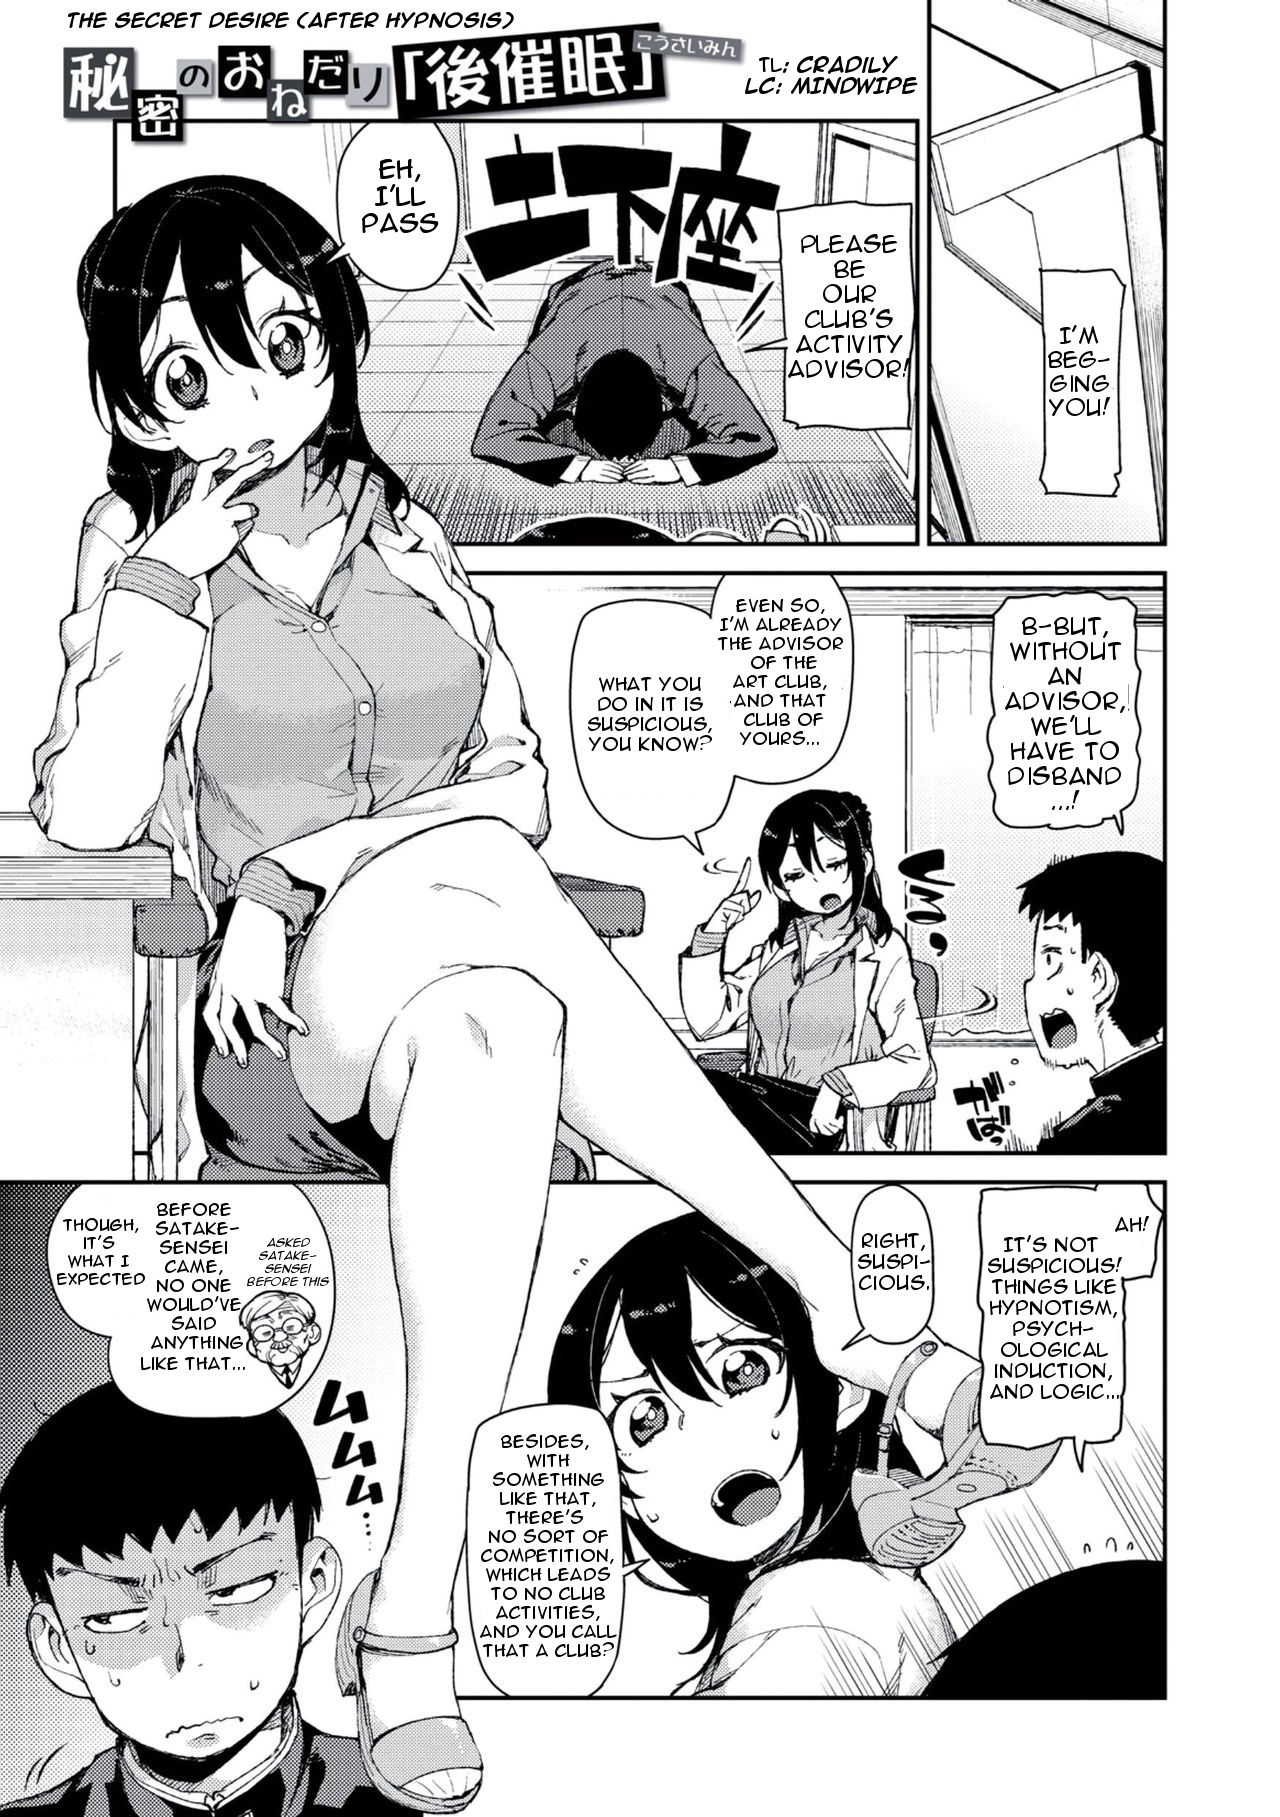 THE SECRET DESIRE (AFTER HYPNOSIS)
秘密のおねだり「後催眠」
こうさいみん
TL: CRADILY
LC: MINDWIPE
I'M
BEG-
GING
YOU!
PLEASE
BE
OUR
CLUB'S
ACTIVITY
ADVISOR!
土下座
EH,
I'LL
PASS
B-BUT,
WITHOUT
AN
ADVISOR,
WE'LL
HAVE TO
DISBAND
...!
EVEN SO,
I'M ALREADY
THE ADVISOR
OF THE
ART CLUB,
AND THAT
CLUB OF
YOURS...
WHAT YOU
DO IN IT IS
SUSPICIOUS,
YOU KNOW?
がばっ
AH!
IT'S NOT
SUSPICIOUS!
THINGS LIKE
HYPNOTISM,
PSYCH-
OLOGICAL
INDUCTION,
AND LOGIC...
RIGHT,
SUSPI-
CIOUS.
BESIDES,
WITH
SOMETHING
LIKE THAT,
THERE'S
NO SORT OF
COMPETITION,
WHICH LEADS
TO NO CLUB
ACTIVITIES,
AND YOU CALL
THAT A CLUB?
ムムム…
ASKED
SATAKE-
SENSEI
BEFORE THIS
BEFORE
SATAKE-
SENSEI
CAME,
NO ONE
WOULD'VE
SAID
ANYTHING
LIKE THAT...
THOUGH,
IT'S
WHAT I
EXPECTED